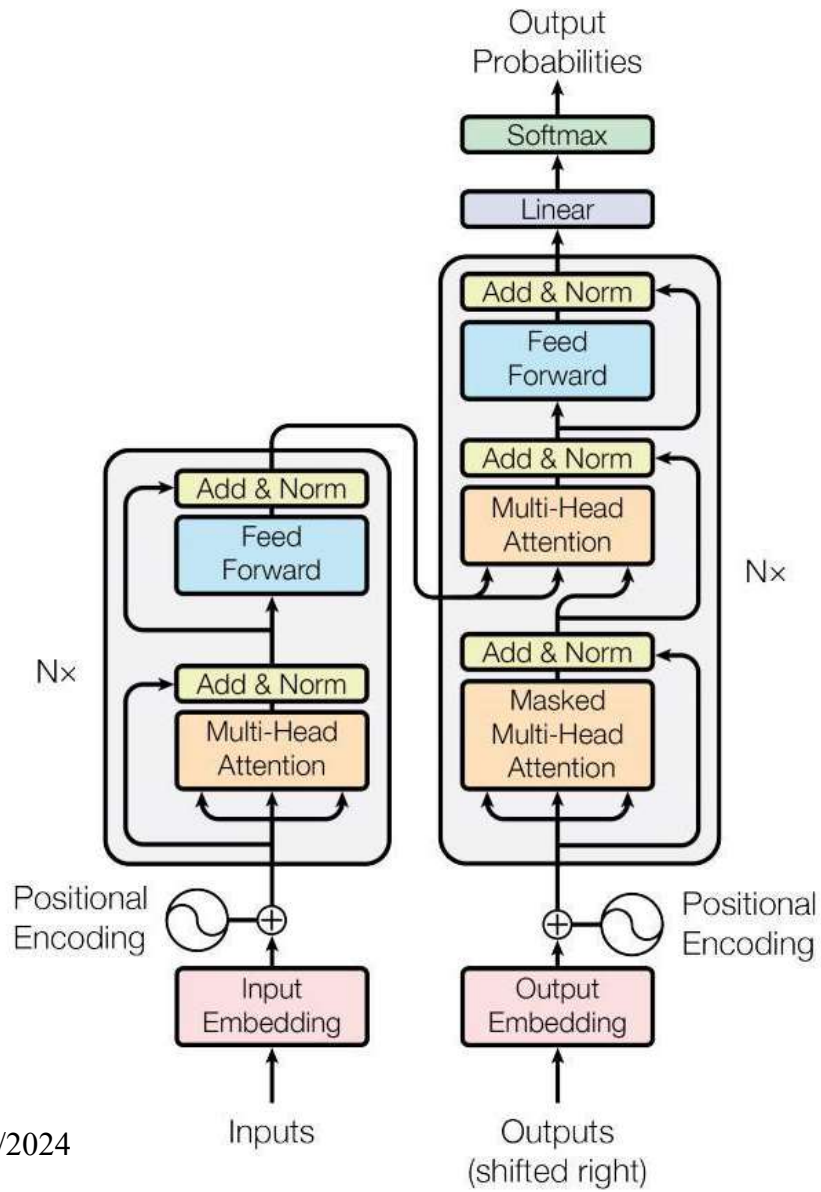 Output
Probabilities
Softmax
Linear
Add & Norm
Feed
Forward
Add & Norm
Multi-Head
Attention
Add & Norm
Masked
Multi-Head
Attention
Nx
Positional
Encoding
Output
Embedding
Outputs
(shifted right)
Add & Norm
Feed
Forward
Add & Norm
Multi-Head
Attention
Nx
Positional
Encoding
Input
Embedding
Inputs
/2024